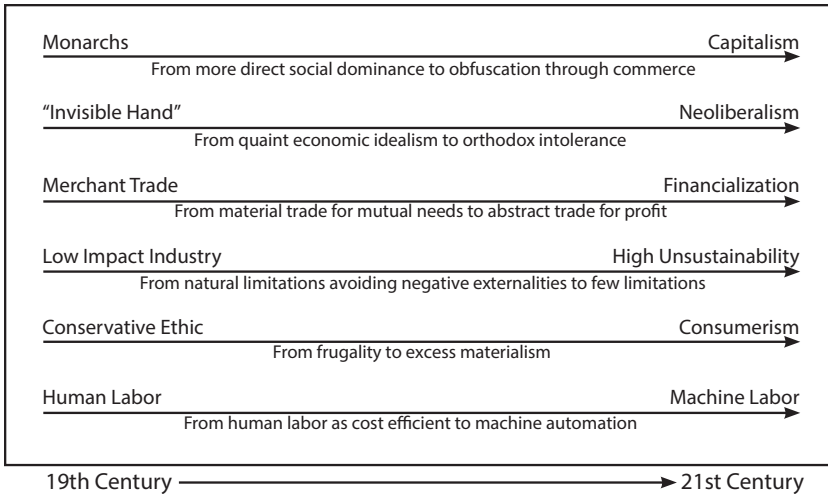 Monarchs Capitalism
From more direct social dominance to obfuscation through commerce
“Invisible Hand” Neoliberalism
From quaint economic idealism to orthodox intolerance
Merchant Trade Financialization
From material trade for mutual needs to abstract trade for profit
Low Impact Industry High Unsustainability
From natural limitations avoiding negative externalities to few limitations
Conservative Ethic Consumerism
From frugality to excess materialism
Human Labor Machine Labor
From human labor as cost efficient to machine automation
19th Century 21st Century